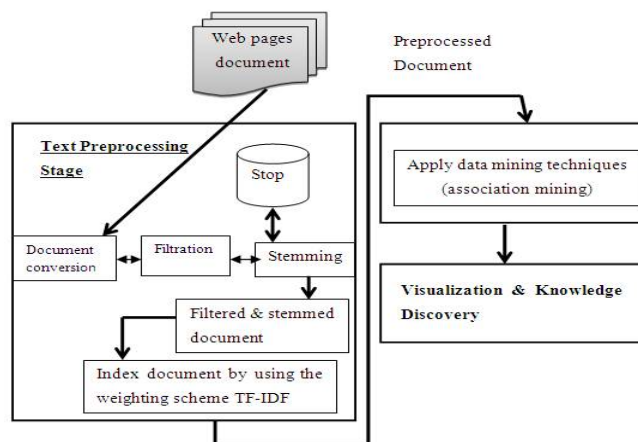 Web pages
document
Preprocessed
Document
Text Preprocessing
Stage
Stop
Document
conversion
Filtration
Stemming
Filtered & stemmed
document
Index document by using the
weighting scheme TF-IDF
Apply data mining techniques
(association mining)
Visualization & Knowledge
Discovery